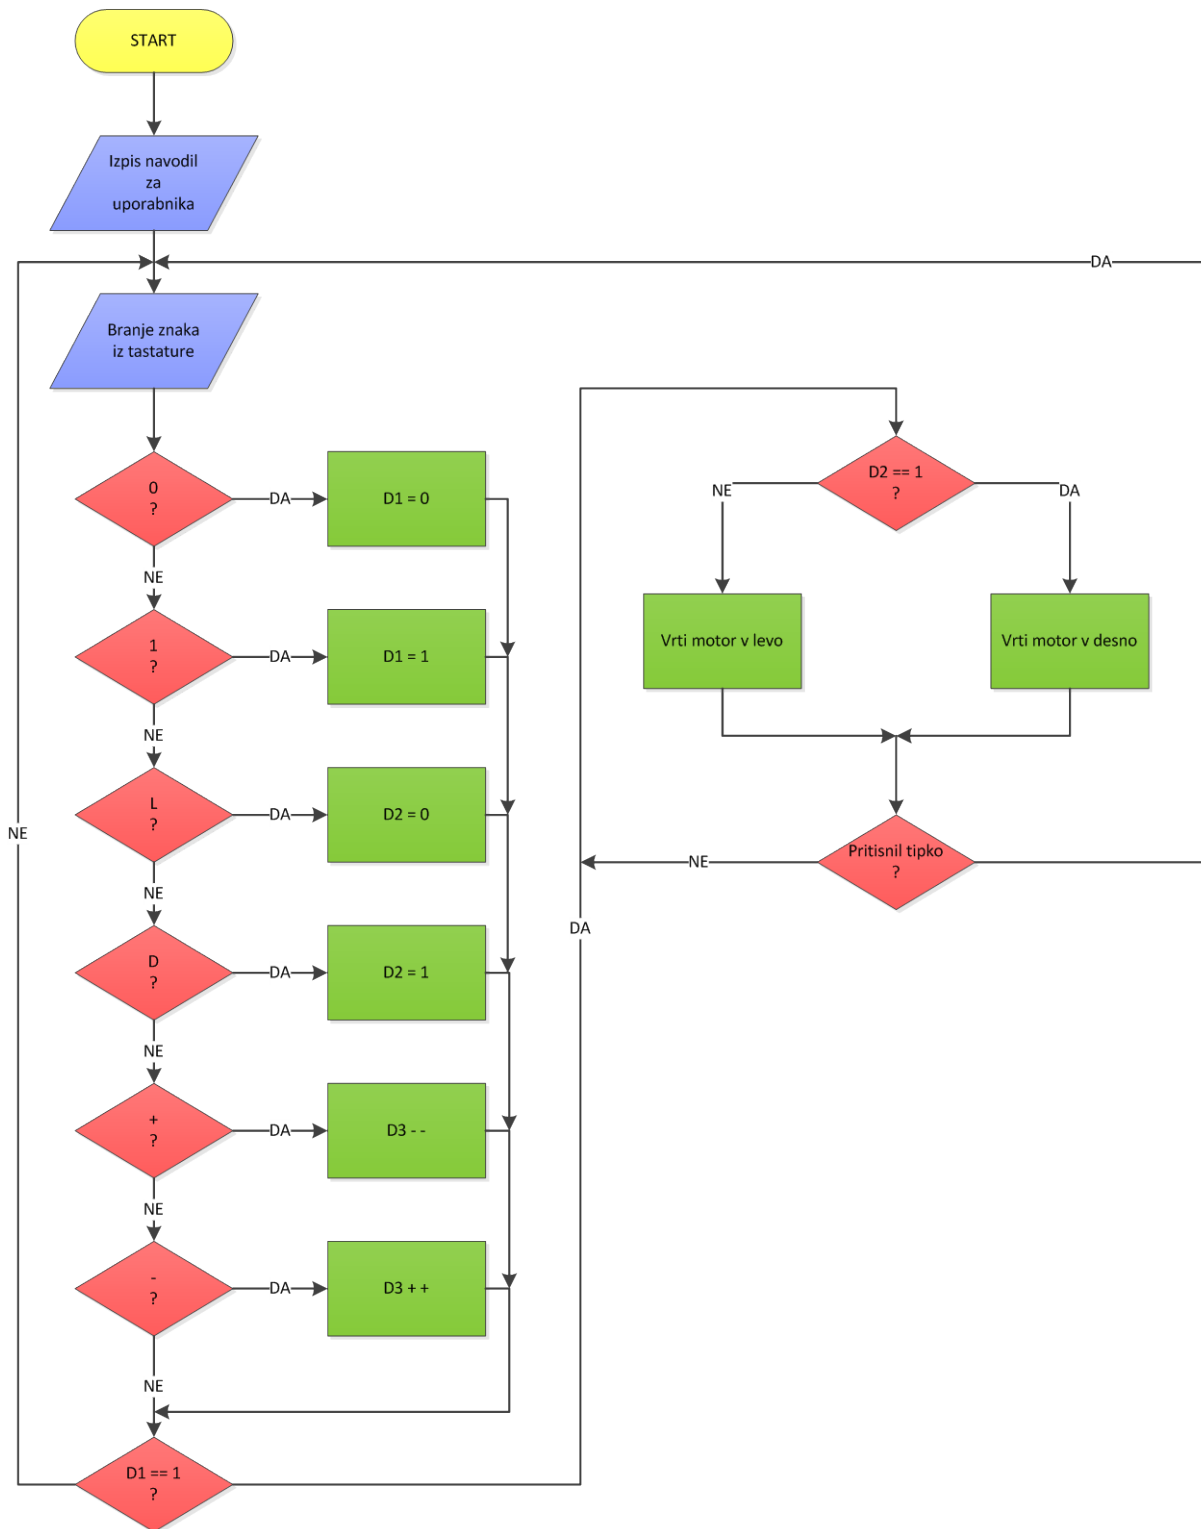 START
Izpis navodil
za
uporabnika
DA
Branje znaka
iz tastature
0
?
DA
D1 = 0
NE
1
?
DA
D1 = 1
NE
L
?
DA
D2 = 0
NE
D
?
DA
D2 = 1
NE
+
?
DA
D3 - -
NE
-
?
DA
D3 + +
NE
D1 == 1
?
NE
DA
D2 == 1
?
NE
DA
Vrti motor v levo
Vrti motor v desno
Pritisnil tipko
?
NE